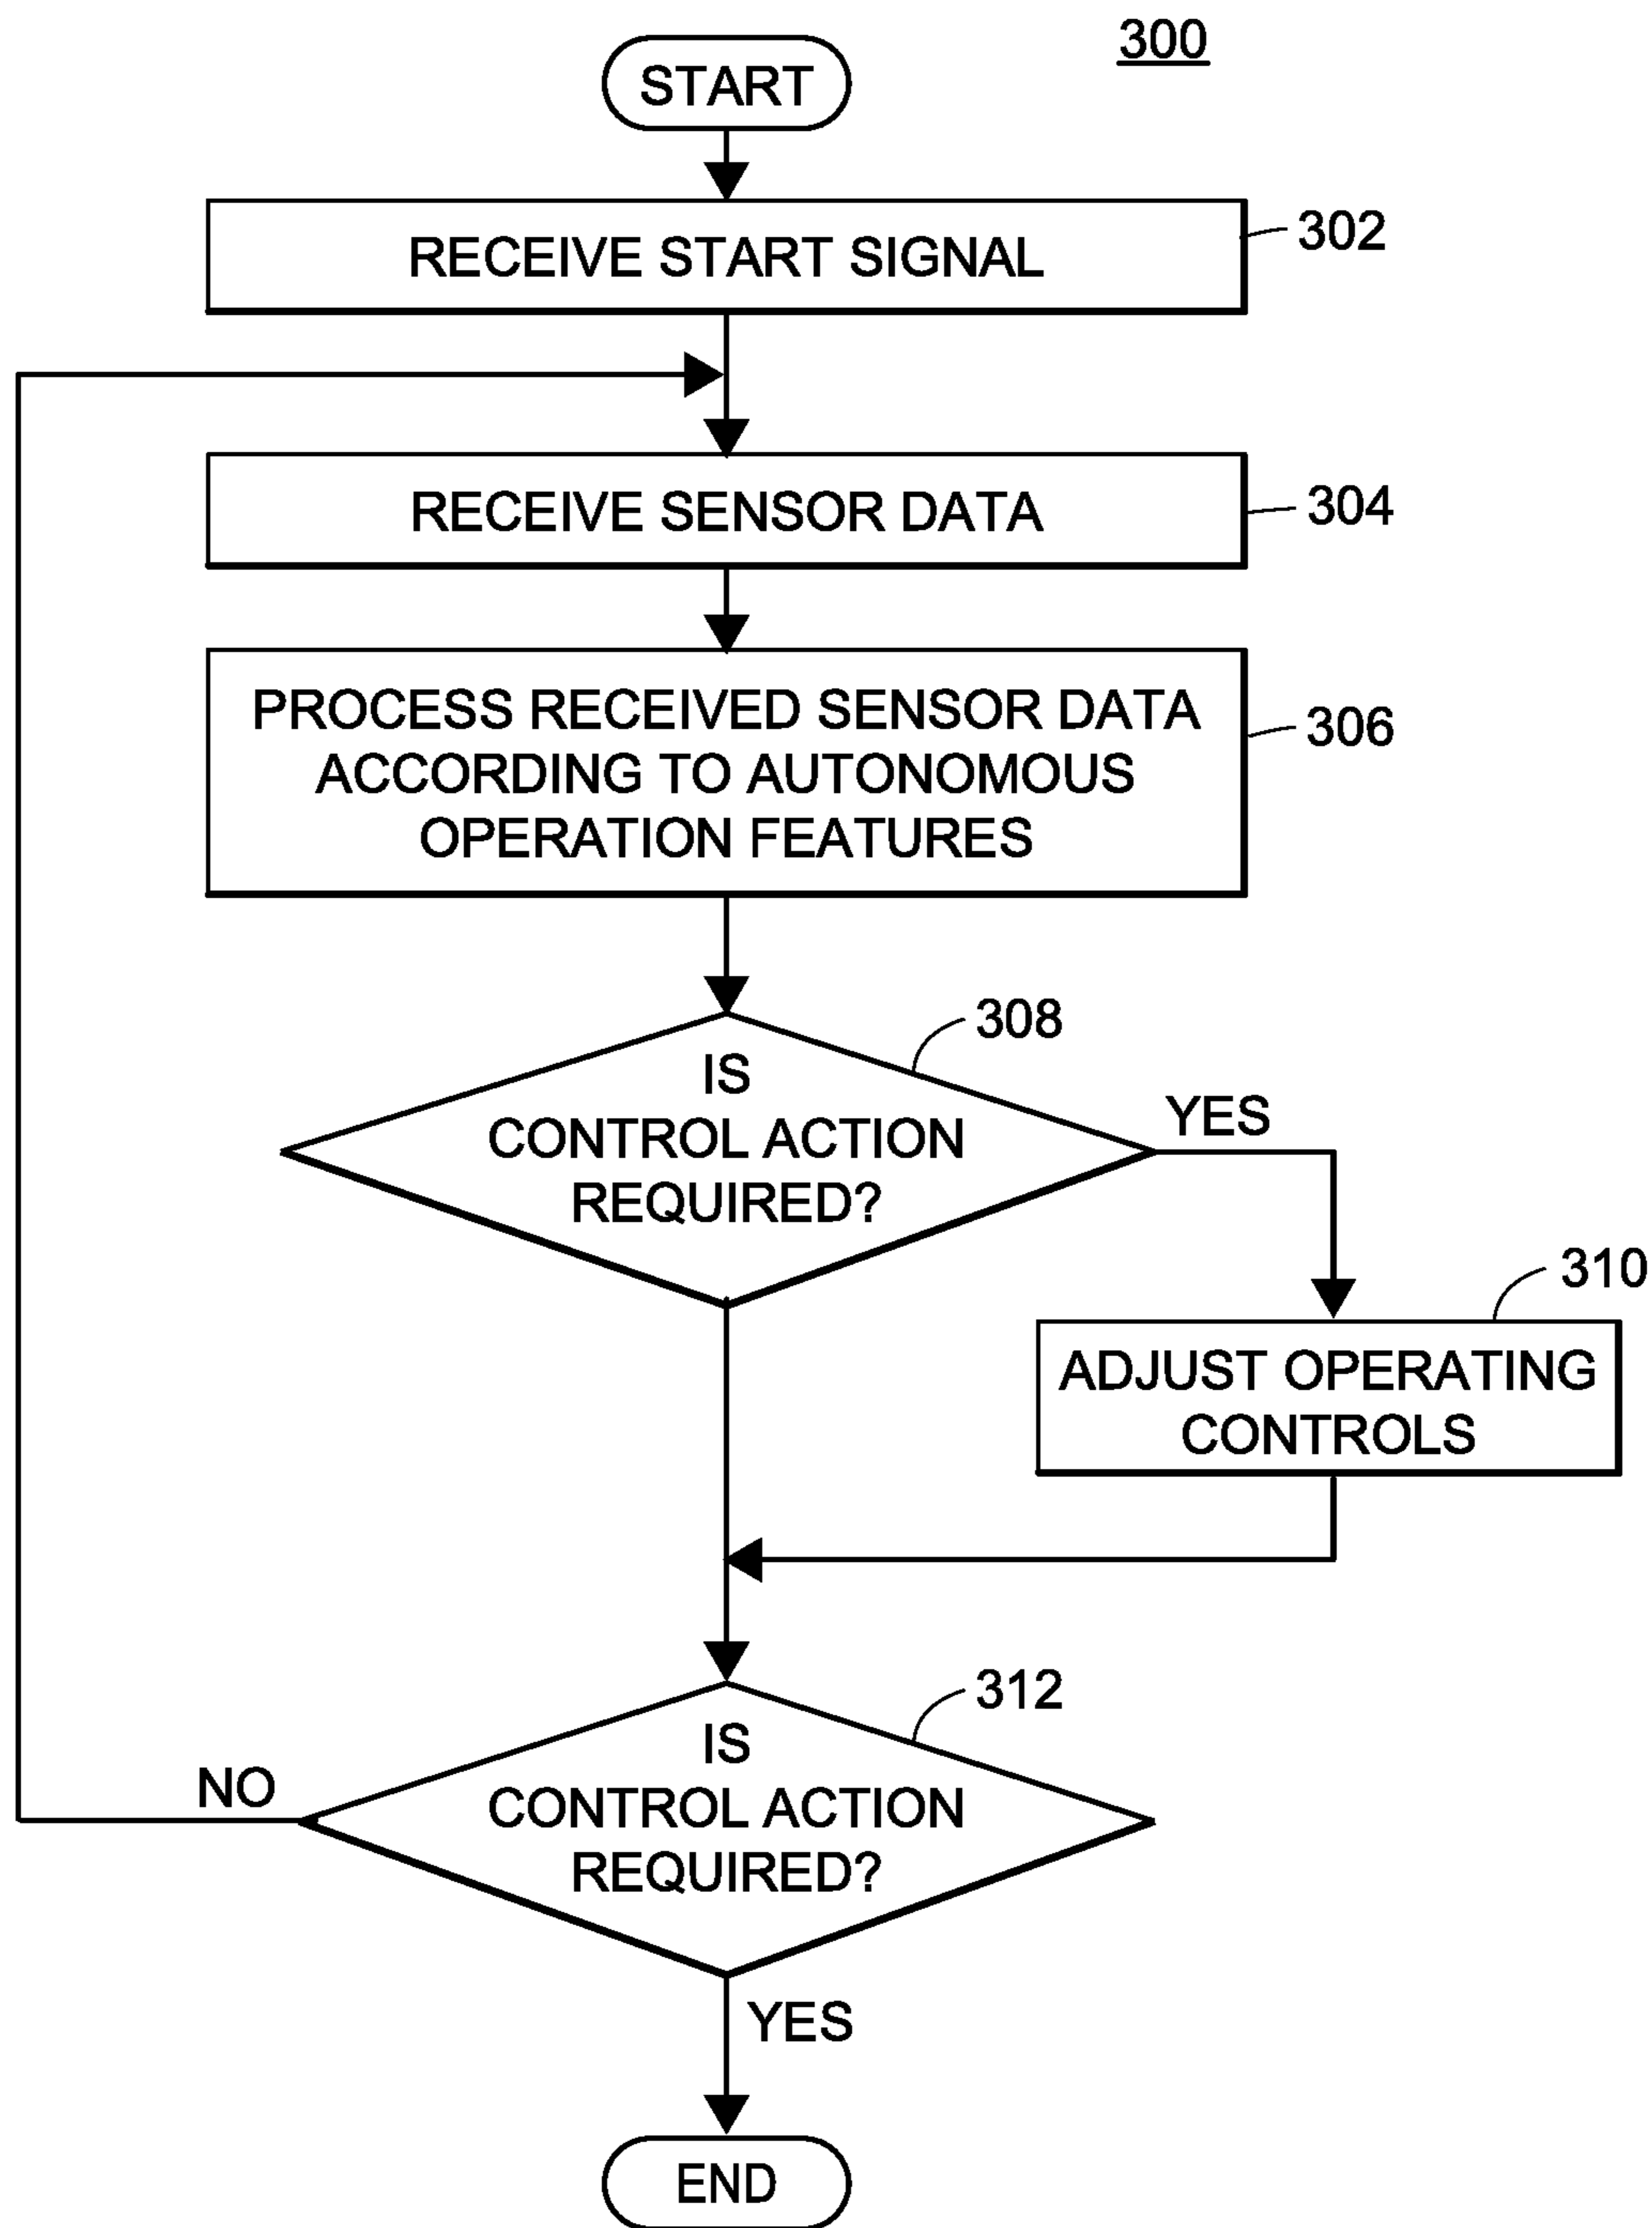 300
START
RECEIVE START SIGNAL
302
RECEIVE SENSOR DATA
304
PROCESS RECEIVED SENSOR DATA
ACCORDING TO AUTONOMOUS
OPERATION FEATURES
306
308
IS
CONTROL ACTION
REQUIRED?
YES
310
ADJUST OPERATING
CONTROLS
312
IS
CONTROL ACTION
REQUIRED?
NO
YES
END